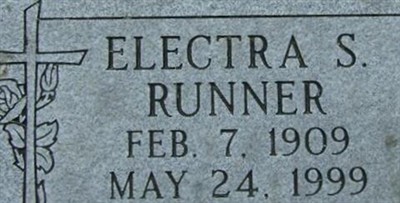 ELECTRA S.
RUNNER
FEB. 7, 1909
MAY 24, 1999